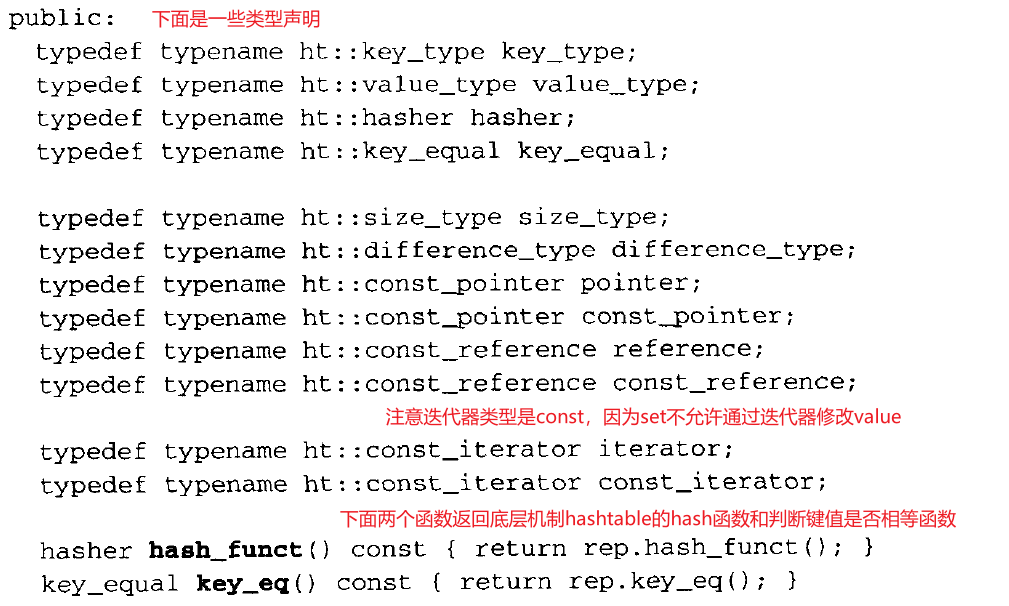 public: 下面是一些类型声明
typedef typename ht::key_type key_type;
typedef typename ht::value_type value_type;
typedef typename ht::hasher hasher;
typedef typename ht::key_equal key_equal;
typedef typename ht::size_type size_type;
typedef typename ht::difference_type difference_type;
typedef typename ht::const_pointer pointer;
typedef typename ht::const_pointer const_pointer;
typedef typename ht::const_reference reference;
typedef typename ht::const_reference const_reference;
注意迭代器类型是const，因为set不允许通过迭代器修改value
typedef typename ht::const_iterator iterator;
typedef typename ht::const_iterator const_iterator;
下面两个函数返回底层机制hashtable的hash函数和判断键值是否相等函数
hasher hash_funct() const { return rep.hash_funct(); }
key_equal key_eq() const { return rep.key_eq(); }